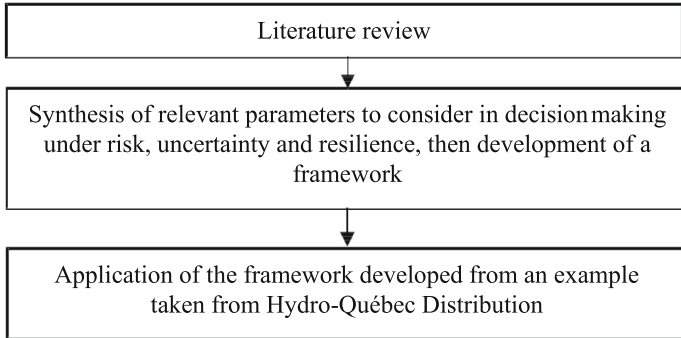 Literature review
Synthesis of relevant parameters to consider in decision making
under risk, uncertainty and resilience, then development of a
framework
Application of the framework developed from an example
taken from Hydro-Québec Distribution